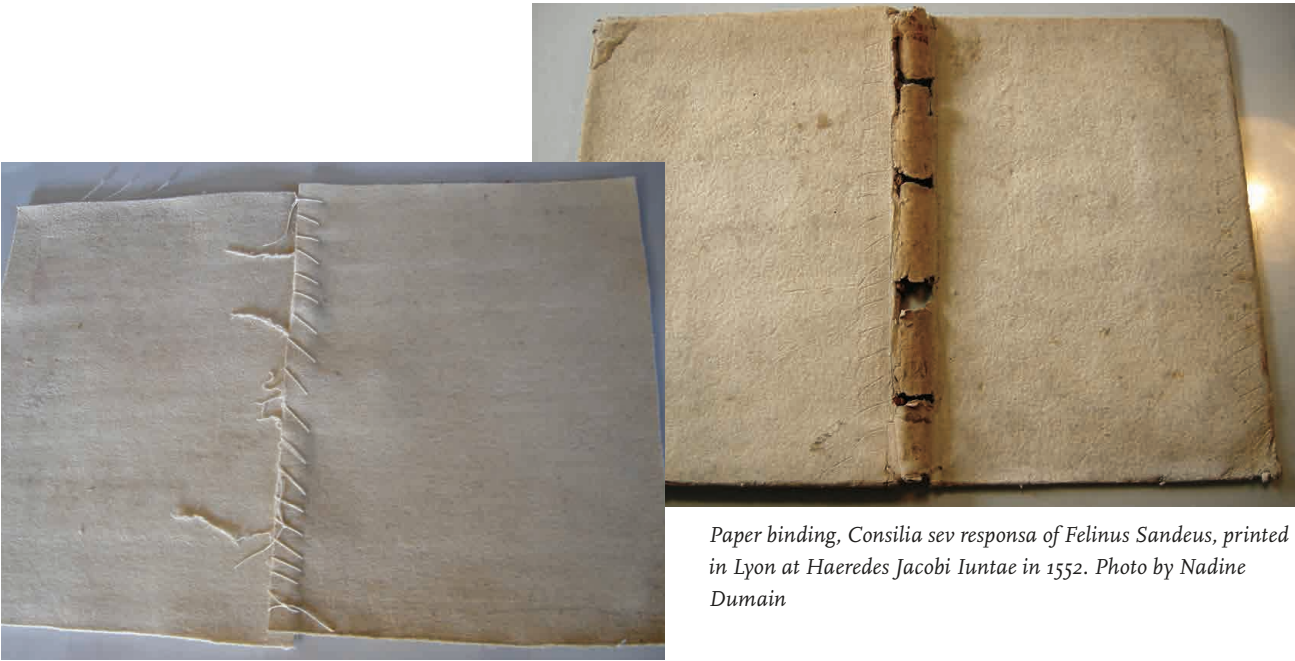 Paper binding, Consilia sev responsa of Felinus Sandeus, printed
in Lyon at Haeredes Jacobi Iuntae in 1552. Photo by Nadine
Dumain